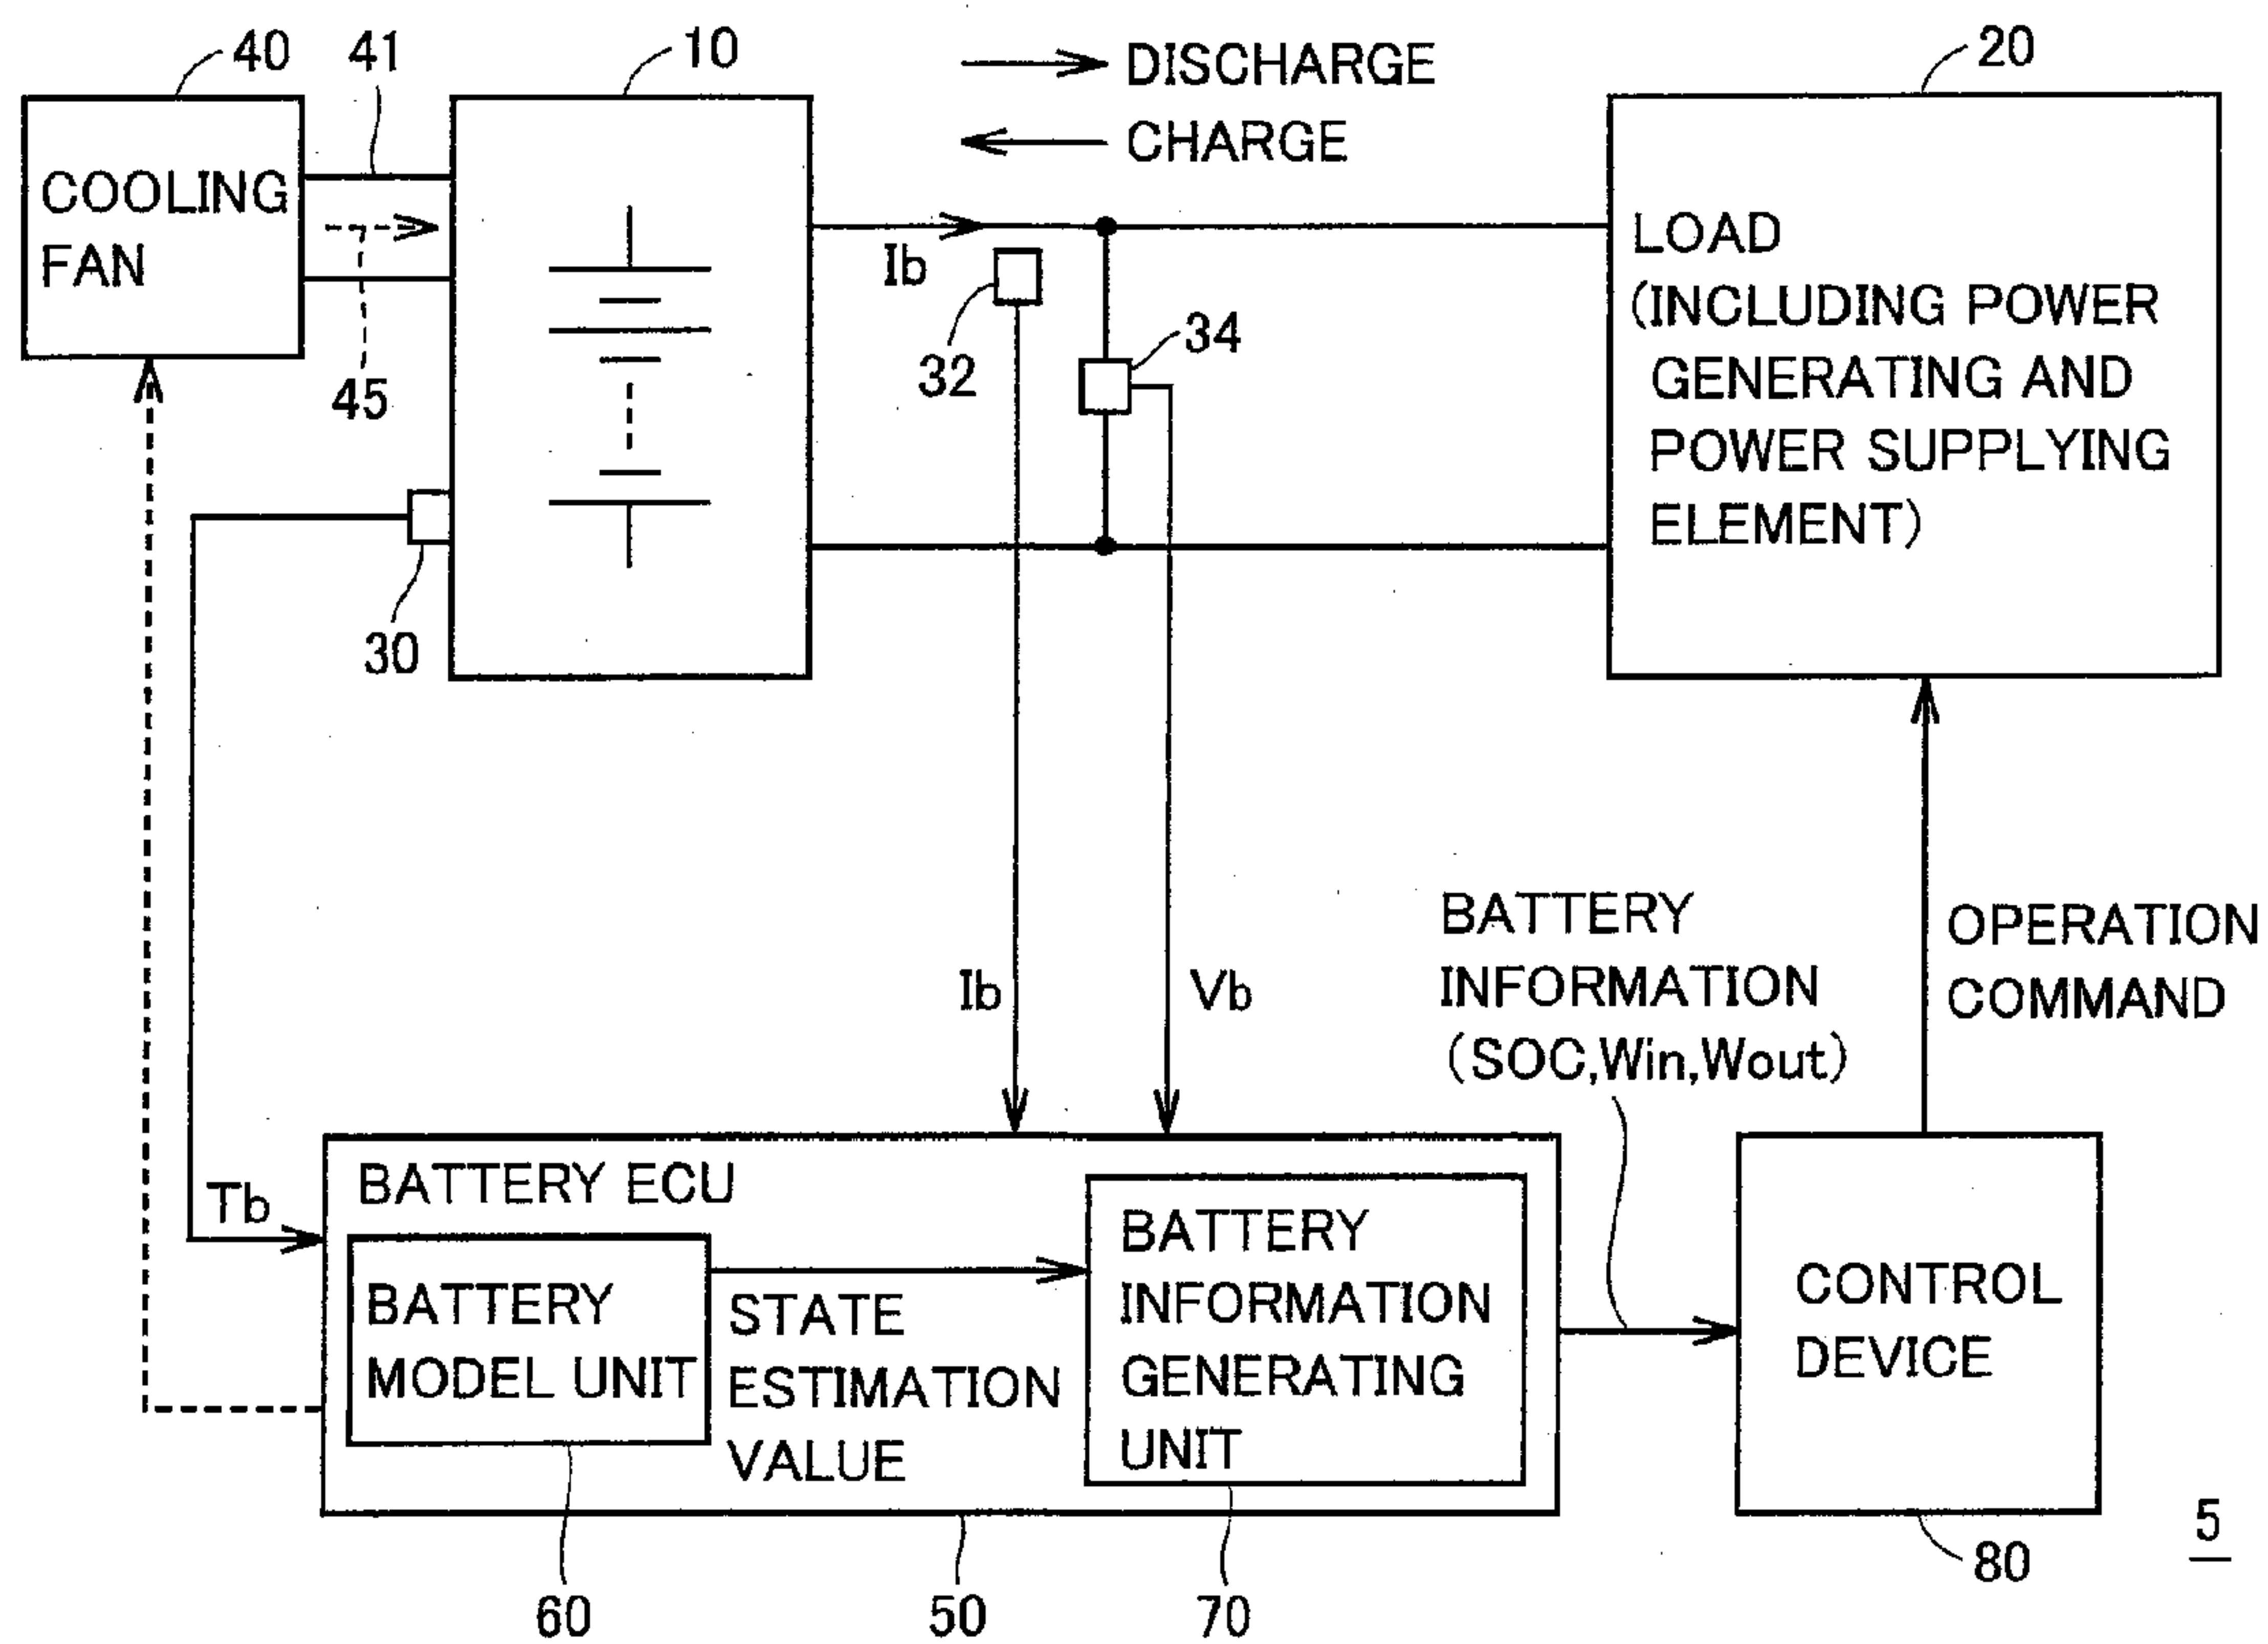 40
41
10
DISCHARGE
CHARGE
20
COOLING
FAN
45
30
Ib
32
34
LOAD
(INCLUDING POWER
GENERATING AND
POWER SUPPLYING
ELEMENT)
Ib
Vb
BATTERY
INFORMATION
(SOC,Win,Wout)
OPERATION
COMMAND
Tb
BATTERY ECU
BATTERY
MODEL UNIT
STATE
ESTIMATION
VALUE
BATTERY
INFORMATION
GENERATING
UNIT
CONTROL
DEVICE
60
50
70
80
5